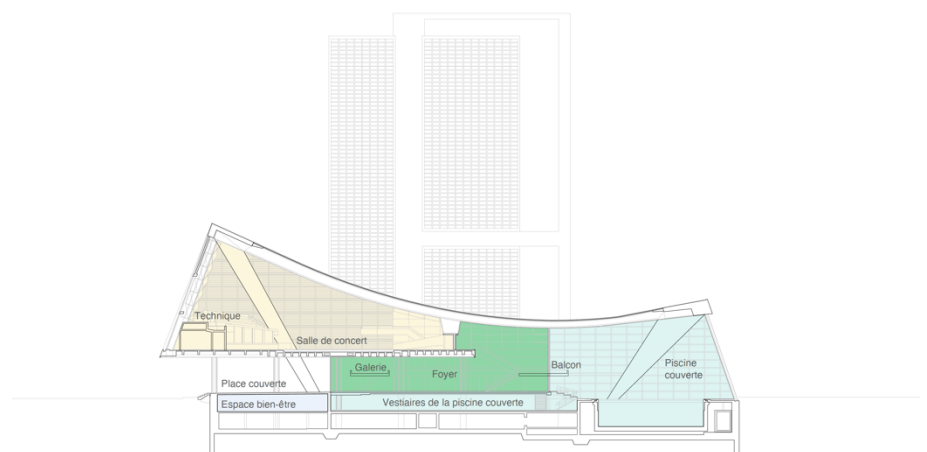 Technique
Salle de concert
Galerie
Foyer
Balcon
Piscine
couverte
Place couverte
Espace bien-être
Vestiaires de la piscine couverte